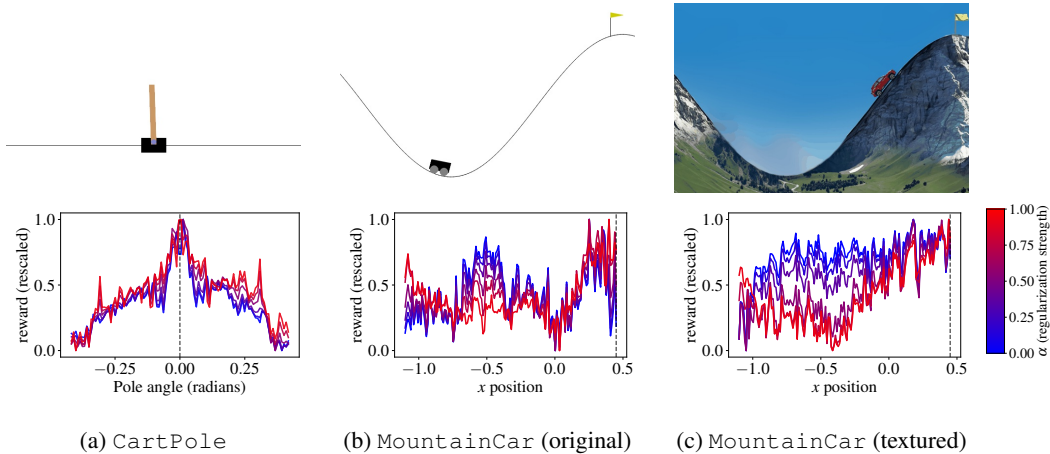 1.0
0.5
0.0
reward (rescaled)
−0.25
0.00
0.25
Pole angle (radians)
1.0
0.5
0.0
reward (rescaled)
−1.0
−0.5
0.0
0.5
x position
1.0
0.5
0.0
reward (rescaled)
−1.0
−0.5
0.0
0.5
x position
1.00
0.75
0.50
0.25
0.00
α (regularization strength)
(a) CartPole
(b) MountainCar (original)
(c) MountainCar (textured)